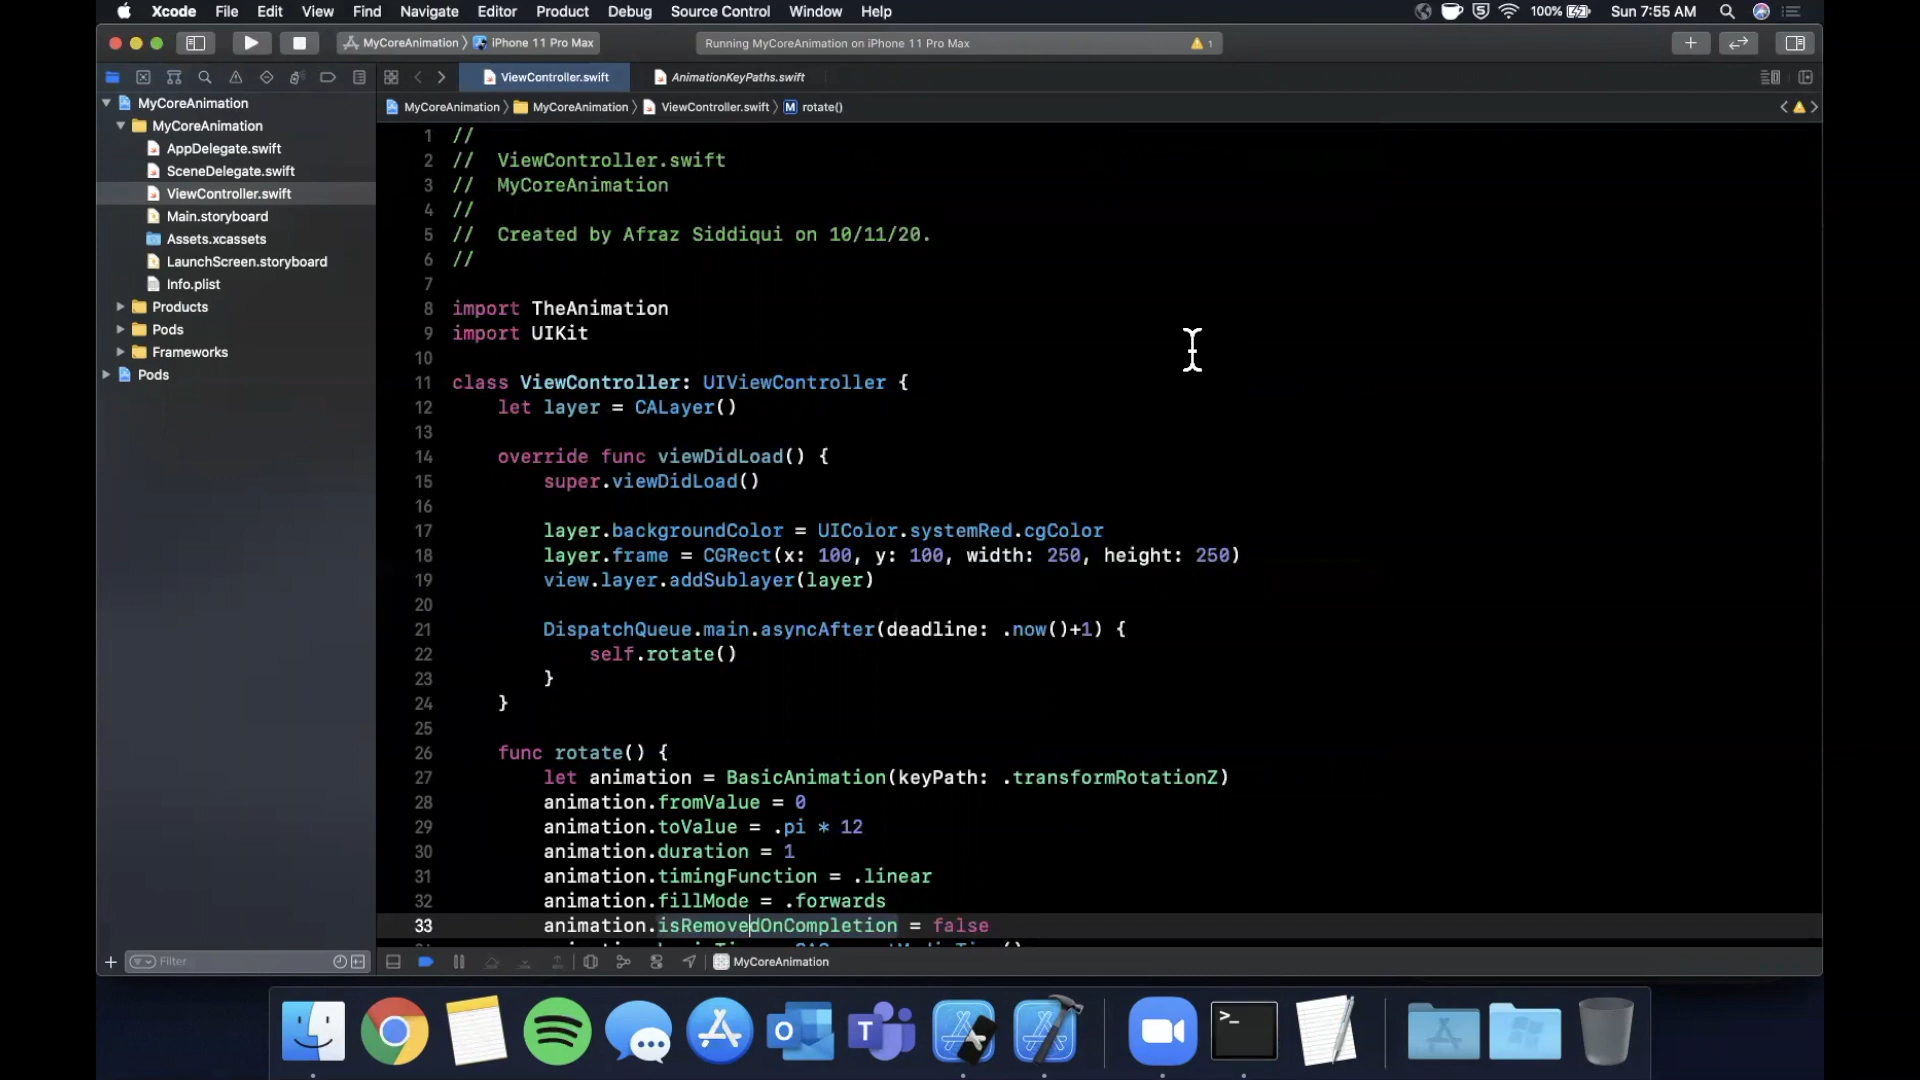 Xcode File Edit View Find Navigate Editor Product Debug Source Control Window Help 100% Sun 7:55 AM
MyCoreAnimation iPhone 11 Pro Max Running MyCoreAnimation on iPhone 11 Pro Max 1
ViewController.swift AnimationKeyPaths.swift
MyCoreAnimation MyCoreAnimation ViewController.swift M rotate()
MyCoreAnimation
MyCoreAnimation
AppDelegate.swift
SceneDelegate.swift
ViewController.swift
Main.storyboard
Assets.xcassets
LaunchScreen.storyboard
Info.plist
Products
Pods
Frameworks
Pods
1 //
2 // ViewController.swift
3 // MyCoreAnimation
4 //
5 // Created by Afraz Siddiqui on 10/11/20.
6 //
7
8 import TheAnimation
9 import UIKit
10
11 class ViewController: UIViewController {
12 let layer = CALayer()
13
14 override func viewDidLoad() {
15 super.viewDidLoad()
16
17 layer.backgroundColor = UIColor.systemRed.cgColor
18 layer.frame = CGRect(x: 100, y: 100, width: 250, height: 250)
19 view.layer.addSublayer(layer)
20
21 DispatchQueue.main.asyncAfter(deadline: .now()+1) {
22 self.rotate()
23 }
24 }
25
26 func rotate() {
27 let animation = BasicAnimation(keyPath: .transformRotationZ)
28 animation.fromValue = 0
29 animation.toValue = .pi * 12
30 animation.duration = 1
31 animation.timingFunction = .linear
32 animation.fillMode = .forwards
33 animation.isRemovedOnCompletion = false
Filter MyCoreAnimation